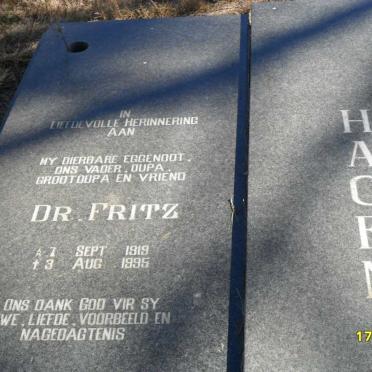 IN
LIEFDEVOLLE HERINNERING
AAN
MY DIERBARE EGGENOOT,
ONS VADER, OUPA,
GROOTOUPA EN VRIEND
DR. FRITZ
* 7 SEPT 1919
† 3 AUG 1995
ONS DANK GOD VIR SY
WE, LIEFDE, VOORBEELD EN
NAGEDAGTENIS
H
A
C
E
N
17